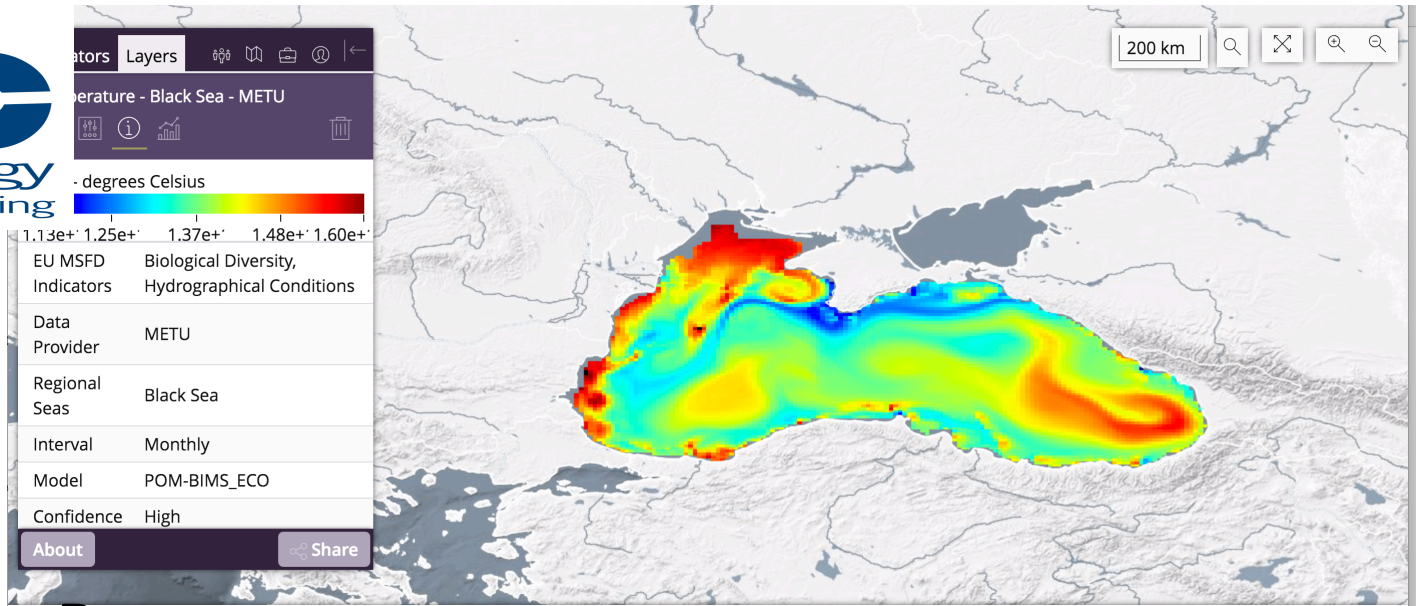 ators Layers
200 km
perature - Black Sea - METU
gy
ing
- degrees Celsius
1.13e+ 1.25e+ 1.37e+ 1.48e+ 1.60e+
EU MSFD Indicators Biological Diversity, Hydrographical Conditions
Data Provider METU
Regional Seas Black Sea
Interval Monthly
Model POM-BIMS_ECO
Confidence High
About Share